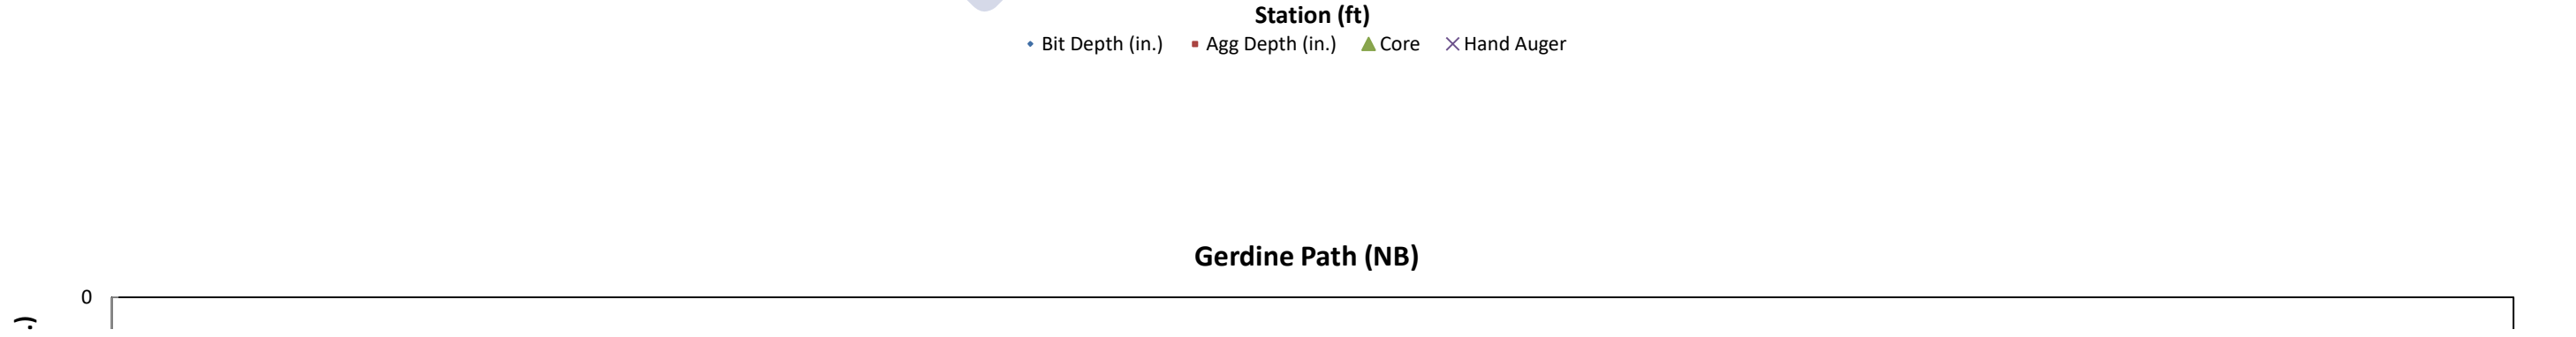 Station (ft)
Bit Depth (in.) Agg Depth (in.) Core Hand Auger
Gerdine Path (NB)
0
.)